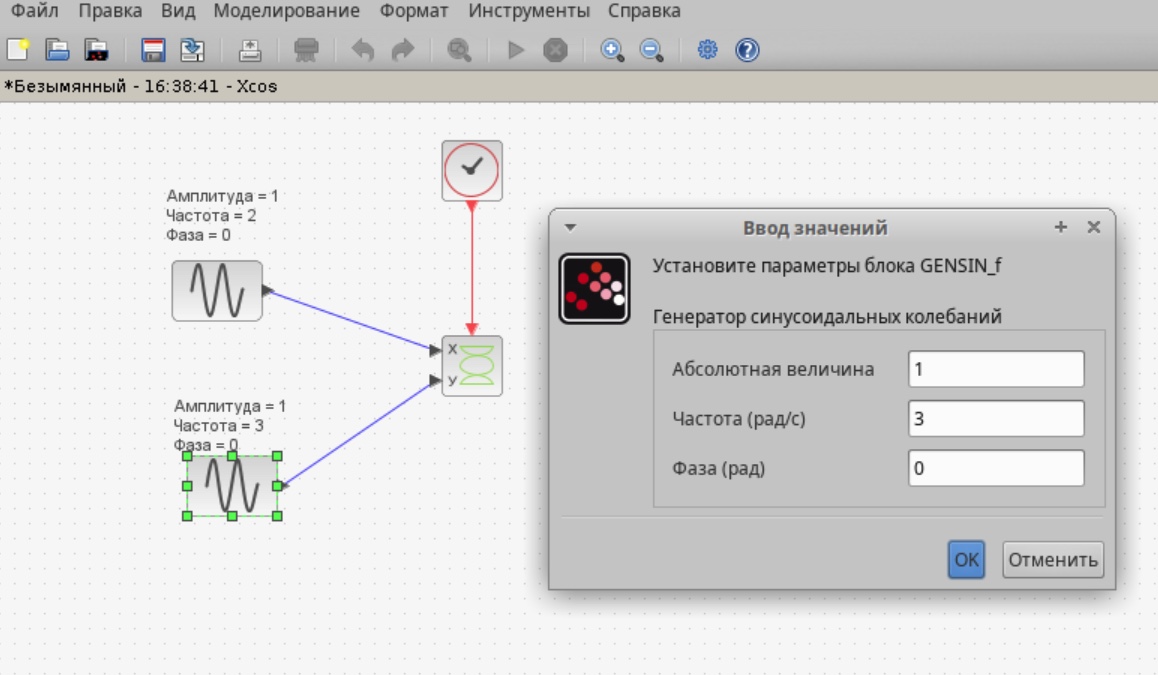 Файл Правка Вид Моделирование Формат Инструменты Справка
*Безымянный - 16:38:41 - Xcos
Амплитуда = 1
Частота = 2
Фаза = 0
X
У
Амплитуда = 1
Частота = 3
Фаза = 0
Ввод значений
Установите параметры блока GENSIN_f
Генератор синусоидальных колебаний
Абсолютная величина 1
Частота (рад/с) 3
Фаза (рад) 0
OK Отменить